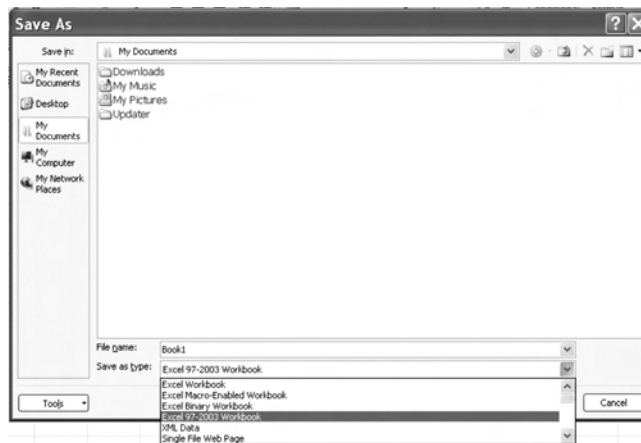 Save As
Save in:
My Documents
My Recent
Documents
Desktop
My
Documents
My
Computer
My Network
Places
Downloads
My Music
My Pictures
Updater
File name:
Book1
Save as type:
Excel 97-2003 Workbook
Excel Workbook
Excel Macro-Enabled Workbook
Excel Binary Workbook
Excel 97-2003 Workbook
XML Data
Single File Web Page
Tools
Cancel